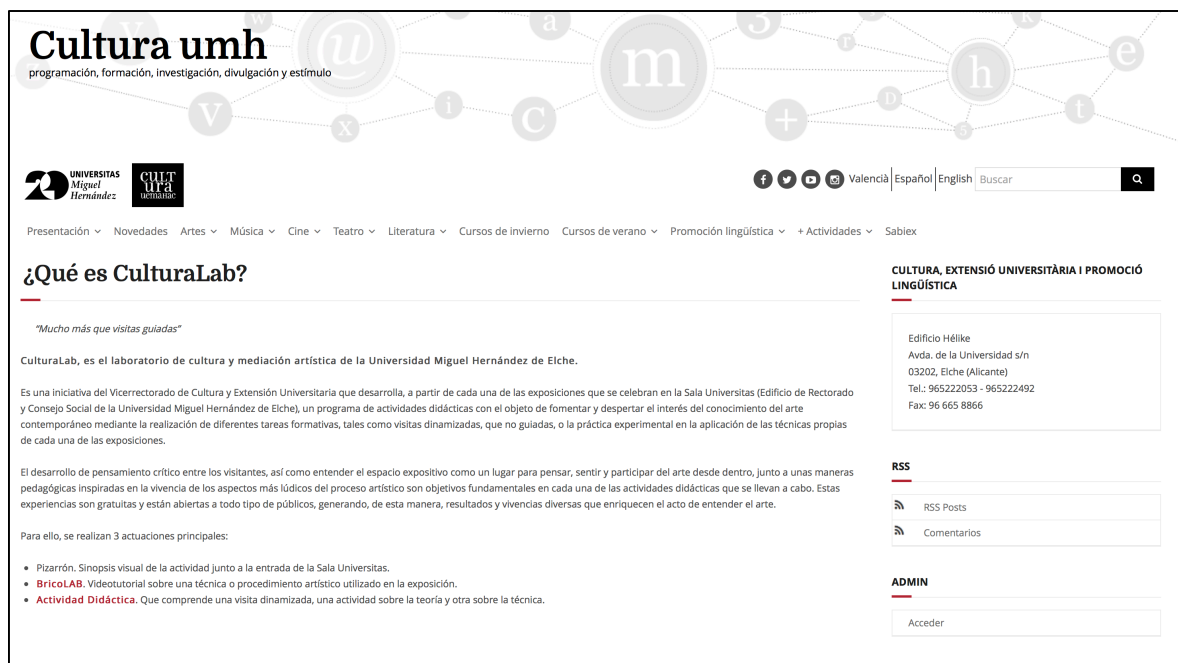 Cultura umh
programación, formación, investigación, divulgación y estímulo
UNIVERSITAS
Miguel
Hernández
CULT
URA
UEMAHAC
Valencià Español English Buscar
Presentación Novedades Artes Música Cine Teatro Literatura Cursos de invierno Cursos de verano Promoción lingüística + Actividades Sabiex
¿Qué es CulturaLab?
“Mucho más que visitas guiadas”
CulturaLab, es el laboratorio de cultura y mediación artística de la Universidad Miguel Hernández de Elche.
Es una iniciativa del Vicerrectorado de Cultura y Extensión Universitaria que desarrolla, a partir de cada una de las exposiciones que se celebran en la Sala Universitas (Edificio de Rectorado
y Consejo Social de la Universidad Miguel Hernández de Elche), un programa de actividades didácticas con el objeto de fomentar y despertar el interés del conocimiento del arte
contemporáneo mediante la realización de diferentes tareas formativas, tales como visitas dinamizadas, que no guiadas, o la práctica experimental en la aplicación de las técnicas propias
de cada una de las exposiciones.
El desarrollo de pensamiento crítico entre los visitantes, así como entender el espacio expositivo como un lugar para pensar, sentir y participar del arte desde dentro, junto a unas maneras
pedagógicas inspiradas en la vivencia de los aspectos más lúdicos del proceso artístico son objetivos fundamentales en cada una de las actividades didácticas que se llevan a cabo. Estas
experiencias son gratuitas y están abiertas a todo tipo de públicos, generando, de esta manera, resultados y vivencias diversas que enriquecen el acto de entender el arte.
Para ello, se realizan 3 actuaciones principales:
Pizarrón. Sinopsis visual de la actividad junto a la entrada de la Sala Universitas.
BricoLAB. Videotutorial sobre una técnica o procedimiento artístico utilizado en la exposición.
Actividad Didáctica. Que comprende una visita dinamizada, una actividad sobre la teoría y otra sobre la técnica.
CULTURA, EXTENSIÓ UNIVERSITÀRIA I PROMOCIÓ
LINGÜÍSTICA
Edificio Hélike
Avda. de la Universidad s/n
03202, Elche (Alicante)
Tel.: 965222053 - 965222492
Fax: 96 665 8866
RSS
RSS Posts
Comentarios
ADMIN
Acceder